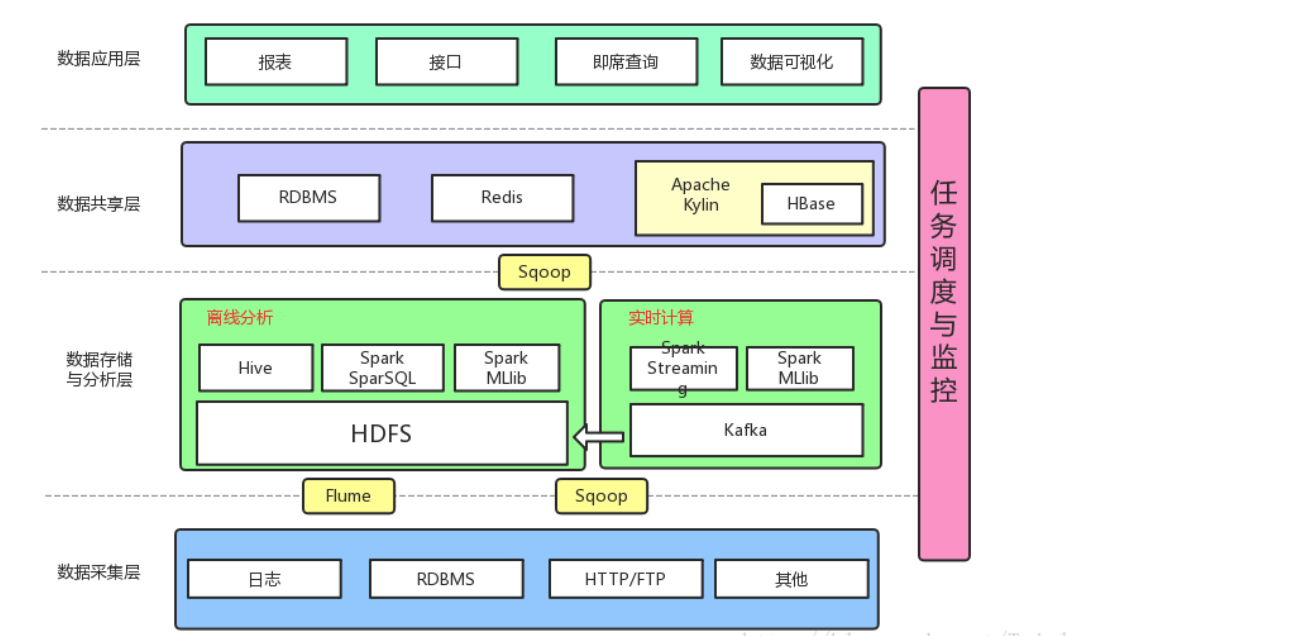 数据应用层
报表
接口
即席查询
数据可视化
数据共享层
RDBMS
Redis
Apache
Kylin
HBase
Sqoop
数据存储
与分析层
离线分析
Hive
Spark
SparSQL
Spark
MLlib
HDFS
实时计算
Spark
Streamin
g
Spark
MLlib
Kafka
Flume
Sqoop
数据采集层
日志
RDBMS
HTTP/FTP
其他
任
务
调
度
与
监
控